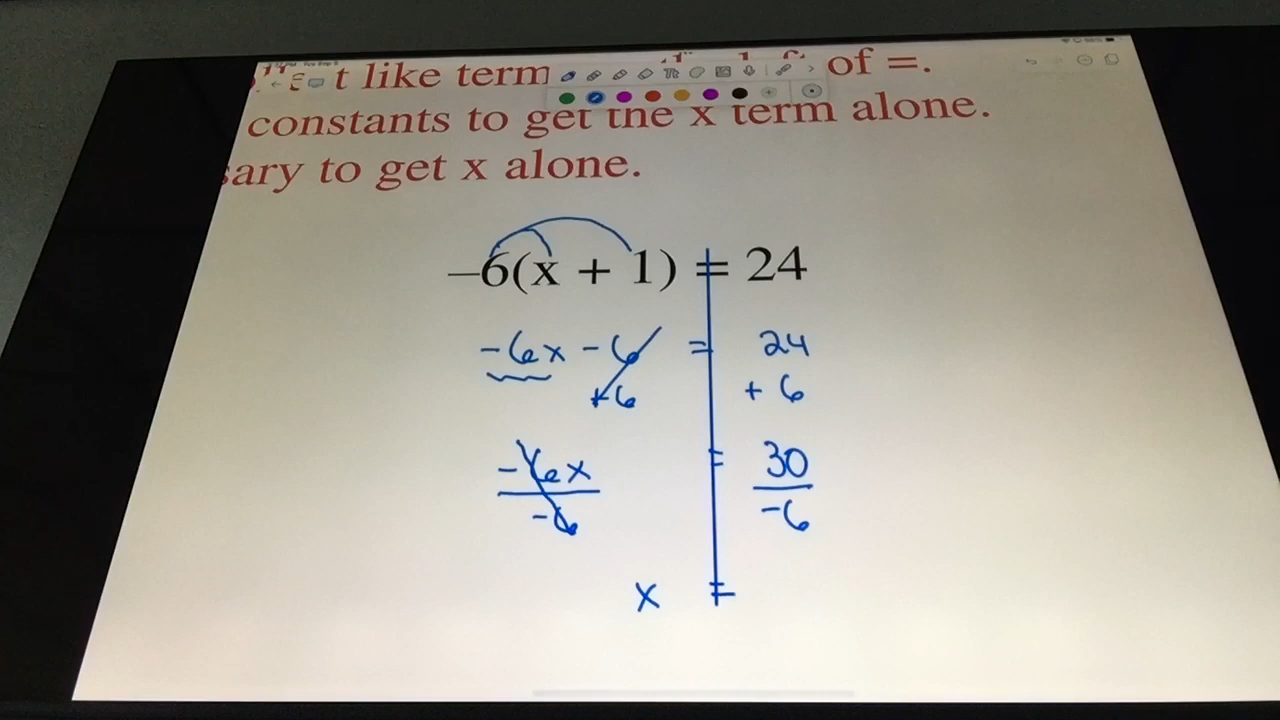 t like term of =.
constants to get the x term alone.
sary to get x alone.
–6(x + 1) = 24
-6x - 6 = 24
+6 + 6
-6x = 30
-6 -6
x =